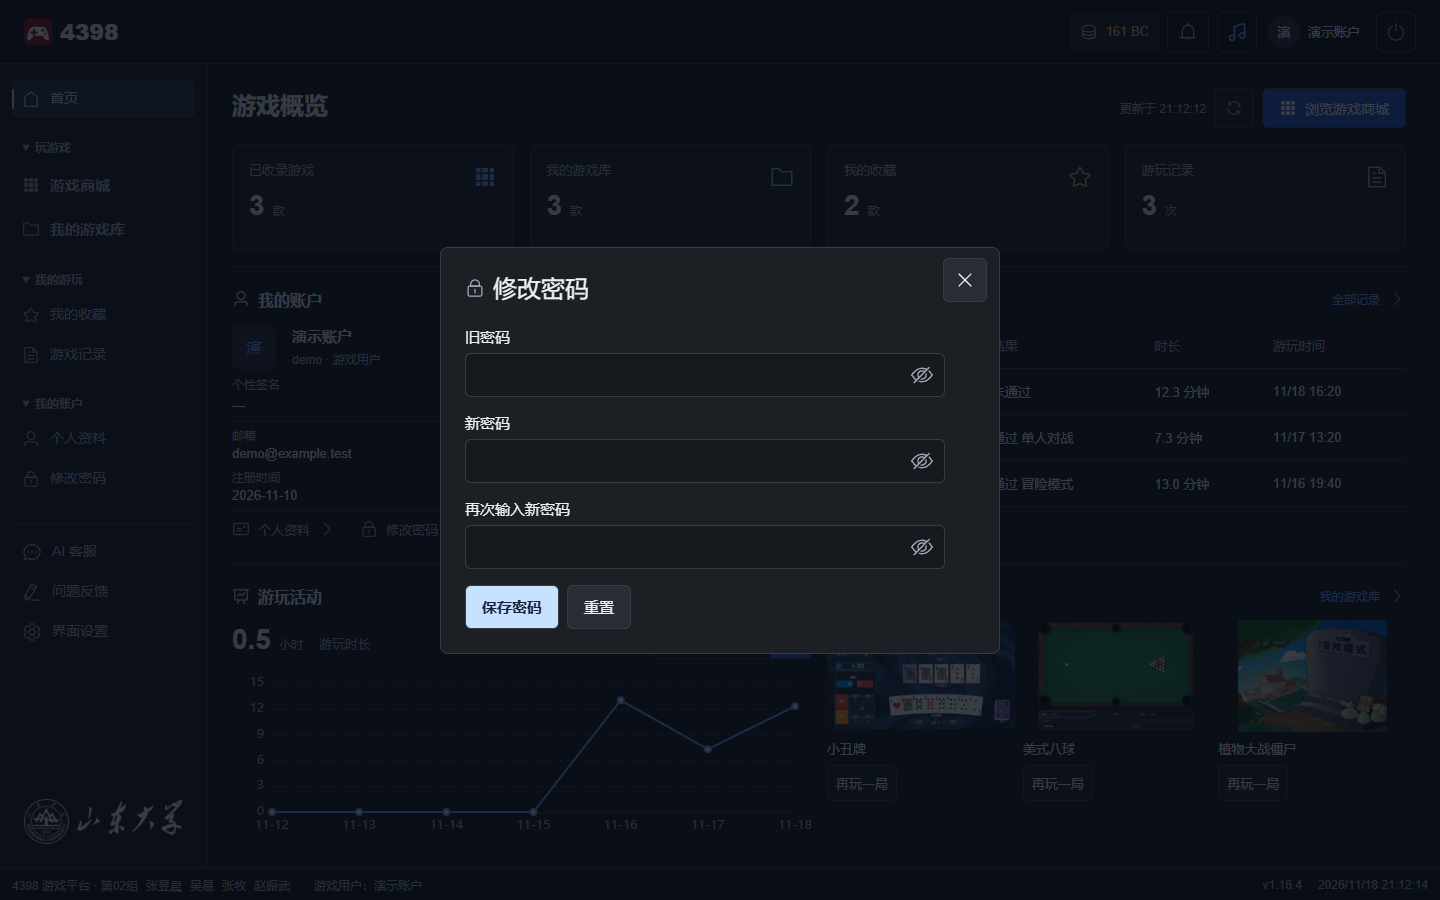 4398
161 BC
演
演示账户
首页
玩游戏
游戏商城
我的游戏库
我的游玩
我的收藏
游戏记录
我的账户
个人资料
修改密码
AI 客服
问题反馈
界面设置
山东大学
游戏概览
更新于 21:12:12
浏览游戏商城
已收录游戏
3 款
我的游戏库
3 款
我的收藏
2 款
游玩记录
3 次
我的账户
演
演示账户
demo · 游戏用户
个性签名
—
邮箱
demo@example.test
注册时间
2026-11-10
个人资料
修改密码
修改密码
旧密码
新密码
再次输入新密码
保存密码
重置
全部记录
结果
时长
游玩时间
未通过
12.3 分钟
11/18 16:20
通过 单人对战
7.3 分钟
11/17 13:20
通过 冒险模式
13.0 分钟
11/16 19:40
游玩活动
0.5 小时 游玩时长
15
12
9
6
3
0
11-12
11-13
11-14
11-15
11-16
11-17
11-18
我的游戏库
冒险模式
小丑牌
美式八球
植物大战僵尸
再玩一局
再玩一局
再玩一局
4398 游戏平台 · 第02组 张昱晨 吴易 张牧 赵振武
游戏用户：演示账户
v1.16.4
2026/11/18 21:12:14